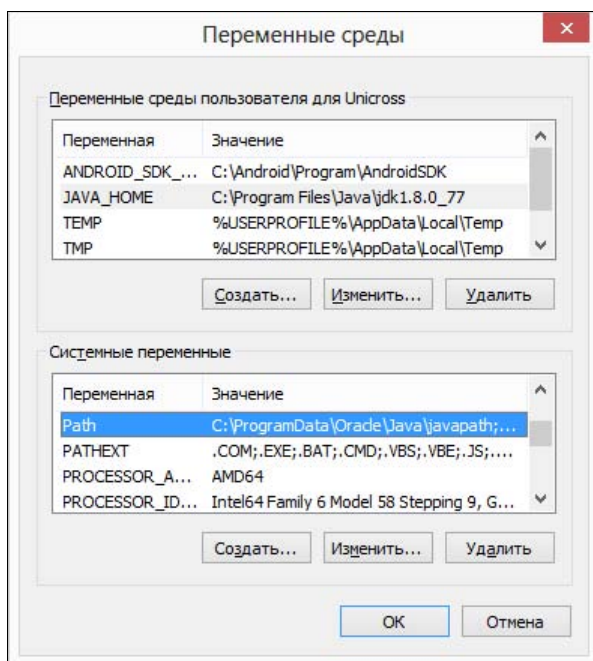 Переменные среды
Переменные среды пользователя для Unicross
Переменная Значение
ANDROID_SDK_... C:\Android\Program\AndroidSDK
JAVA_HOME C:\Program Files\Java\jdk1.8.0_77
TEMP %USERPROFILE%\AppData\Local\Temp
TMP %USERPROFILE%\AppData\Local\Temp
Создать... Изменить... Удалить
Системные переменные
Переменная Значение
Path C:\ProgramData\Oracle\Java\javapath;...
PATHEXT .COM;.EXE;.BAT;.CMD;.VBS;.VBE;.JS;....
PROCESSOR_A... AMD64
PROCESSOR_ID... Intel64 Family 6 Model 58 Stepping 9, G...
Создать... Изменить... Удалить
ОК Отмена